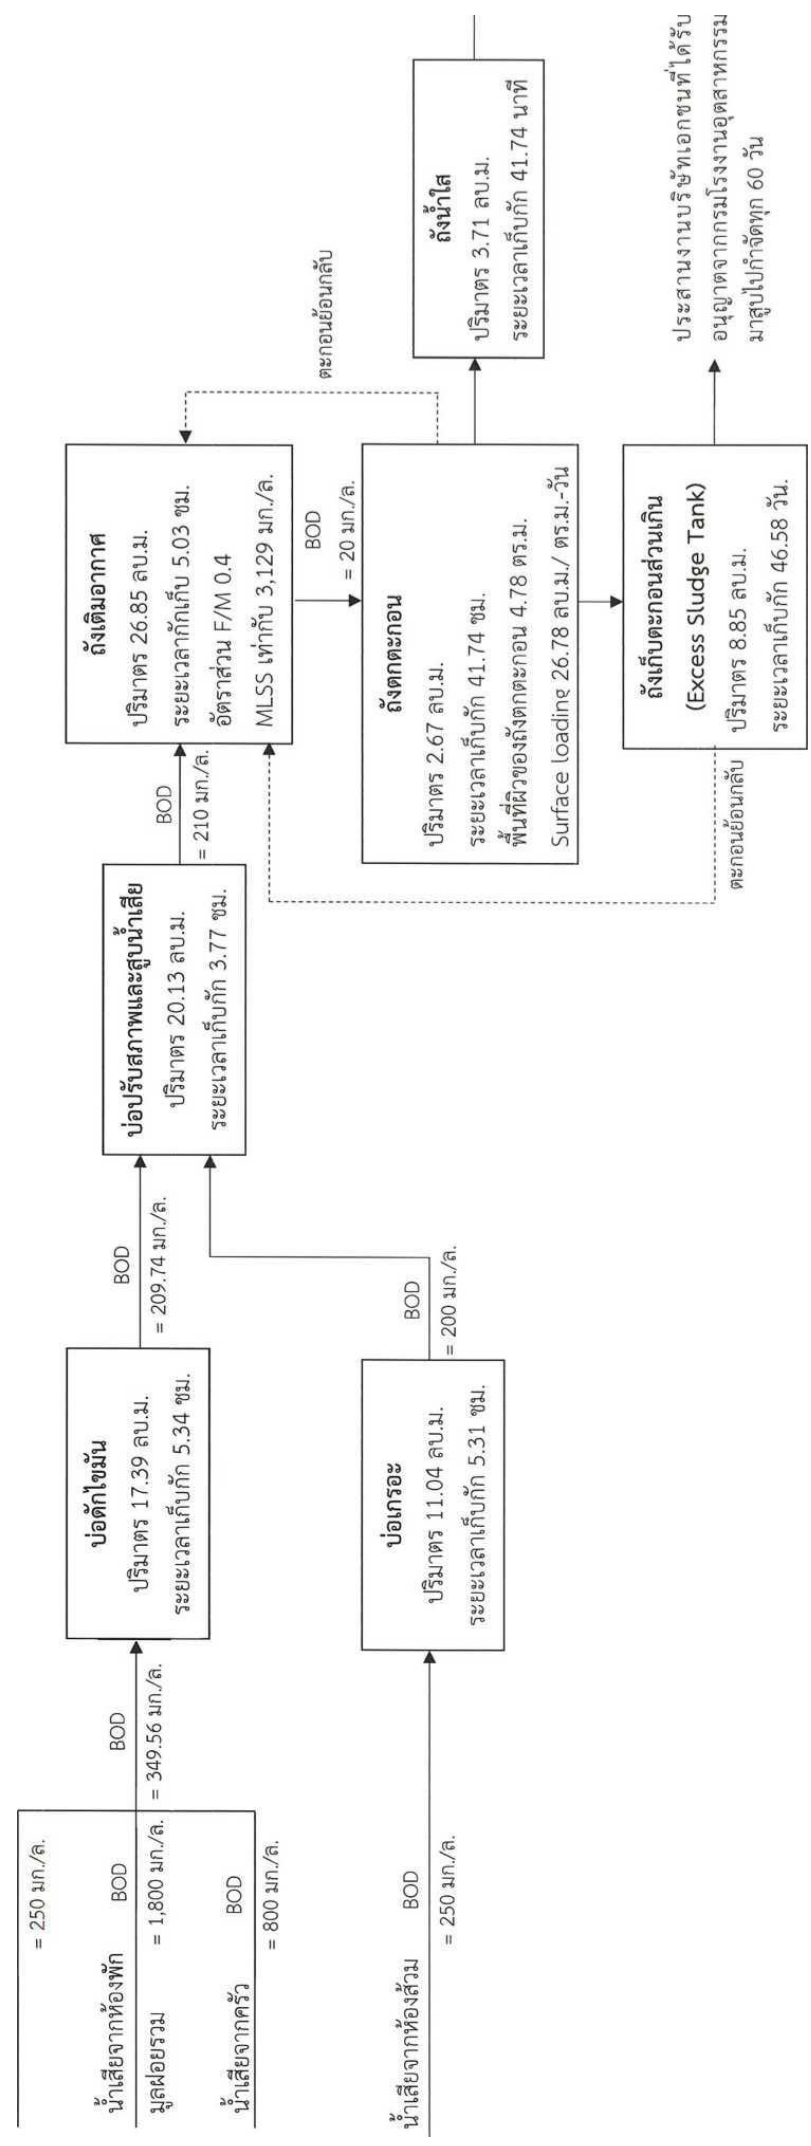 = 250 มก./ล.
น้ำเสียจากห้องพัก
มูลฝอยรวม
BOD
= 1,800 มก./ล.
น้ำเสียจากครัว
BOD
= 800 มก./ล.
BOD
= 349.56 มก./ล.
บ่อดักไขมัน
ปริมาตร 17.39 ลบ.ม.
ระยะเวลาเก็บกัก 5.34 ชม.
BOD
= 209.74 มก./ล.
น้ำเสียจากห้องส้วม
BOD
= 250 มก./ล.
บ่อเกรอะ
ปริมาตร 11.04 ลบ.ม.
ระยะเวลาเก็บกัก 5.31 ชม.
BOD
= 200 มก./ล.
บ่อปรับสภาพและสูบน้ำเสีย
ปริมาตร 20.13 ลบ.ม.
ระยะเวลาเก็บกัก 3.77 ชม.
BOD
= 210 มก./ล.
ถังเติมอากาศ
ปริมาตร 26.85 ลบ.ม.
ระยะเวลากักเก็บ 5.03 ชม.
อัตราส่วน F/M 0.4
MLSS เท่ากับ 3,129 มก./ล.
BOD
= 20 มก./ล.
ตะกอนย้อนกลับ
ถังตกตะกอน
ปริมาตร 2.67 ลบ.ม.
ระยะเวลาเก็บกัก 41.74 ชม.
พื้นที่ผิวของถังตกตะกอน 4.78 ตร.ม.
Surface loading 26.78 ลบ.ม./ ตร.ม.-วัน
ถังน้ำใส
ปริมาตร 3.71 ลบ.ม.
ระยะเวลาเก็บกัก 41.74 นาที
ถังเก็บตะกอนส่วนเกิน
(Excess Sludge Tank)
ปริมาตร 8.85 ลบ.ม.
ระยะเวลาเก็บกัก 46.58 วัน.
ตะกอนย้อนกลับ
ประสานงานบริษัทเอกชนที่ได้รับ
อนุญาตจากกรมโรงงานอุตสาหกรรม
มาสูบไปกำจัดทุก 60 วัน